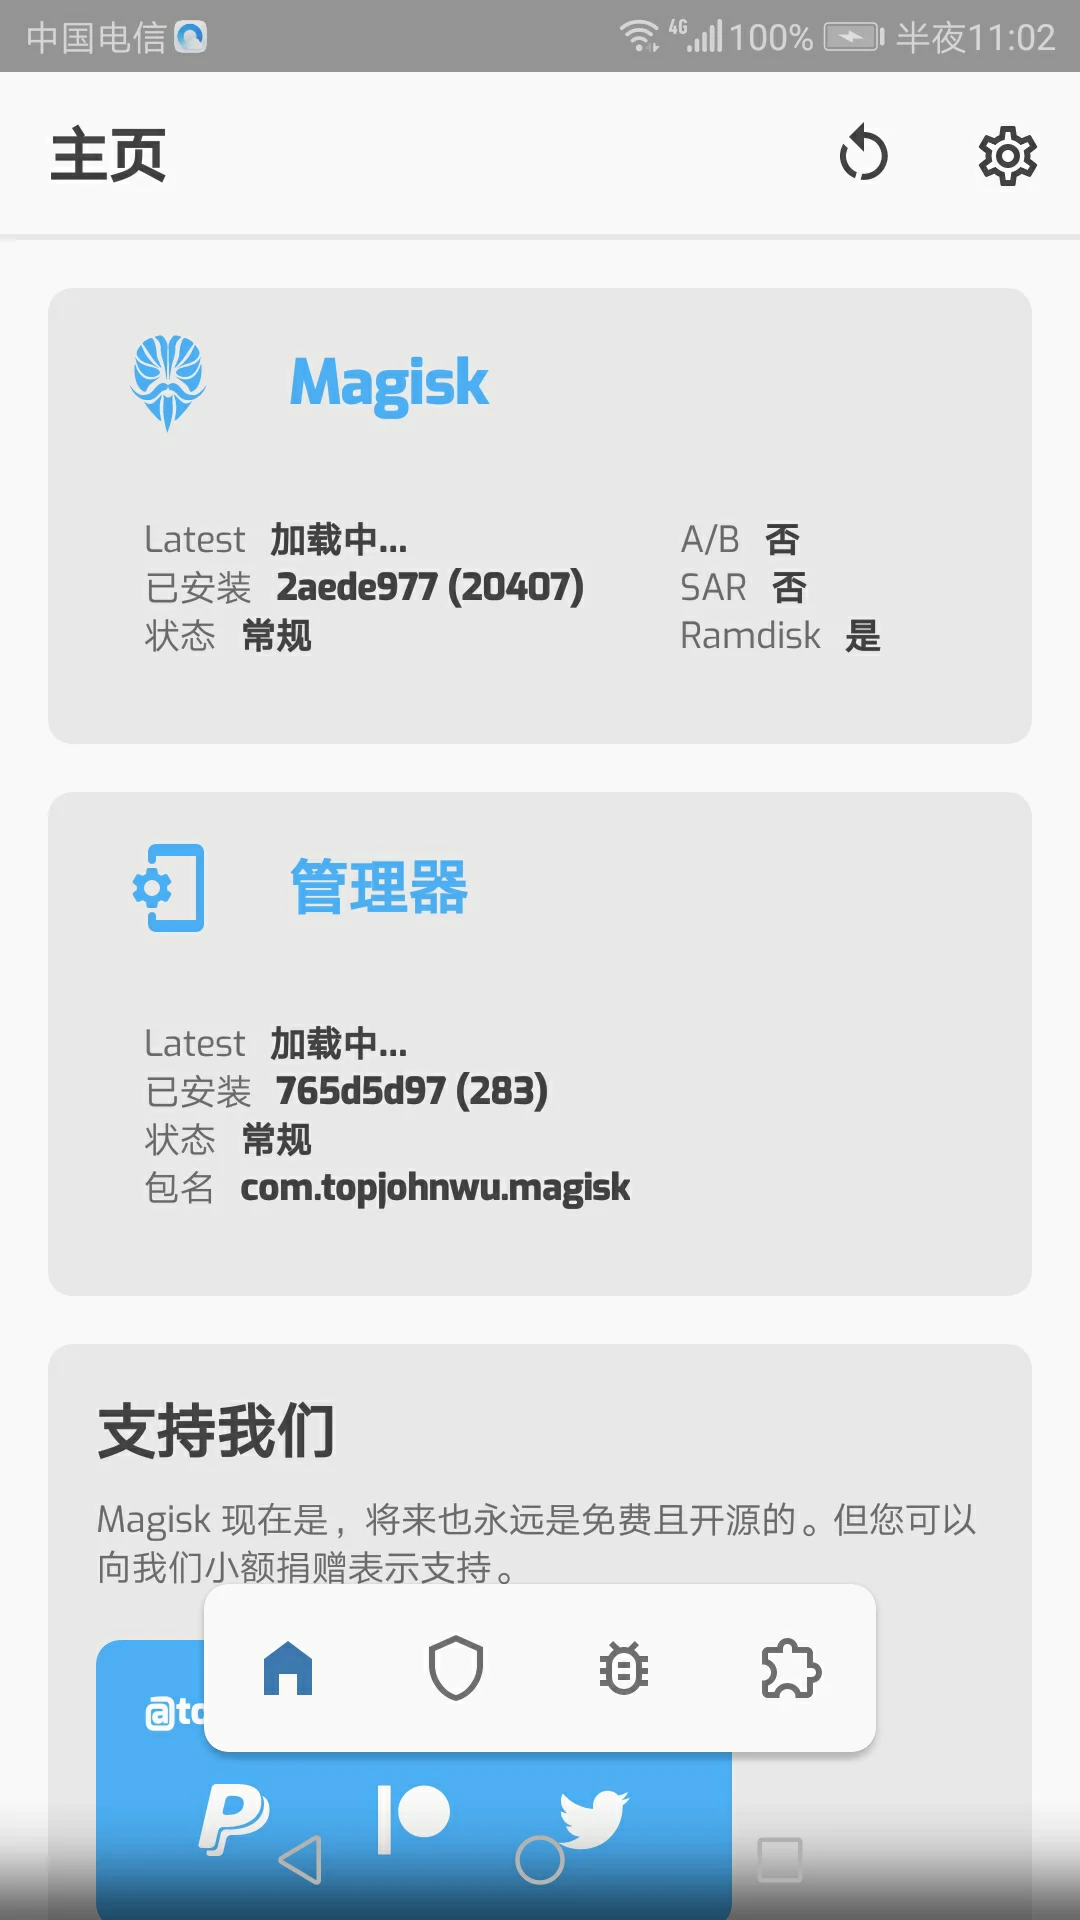 中国电信 4G 100% 半夜11:02
主页
Magisk
Latest 加载中... A/B 否
已安装 2aede977 (20407) SAR 否
状态 常规 Ramdisk 是
管理器
Latest 加载中...
已安装 765d5d97 (283)
状态 常规
包名 com.topjohnwu.magisk
支持我们
Magisk 现在是，将来也永远是免费且开源的。但您可以
向我们小额捐赠表示支持。